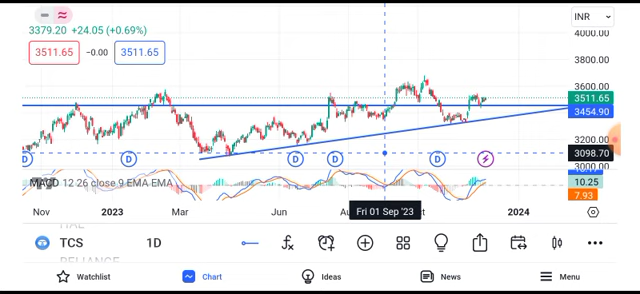 3379.20 +24.05 (+0.69%)
INR
4000.00
3511.65 −0.00 3511.65
3800.00
3600.00
3511.65
3454.90
3200.00
D D D D D
3098.70
3000.00
MACD 12 26 close 9 EMA EMA
10.25
7.93
Nov 2023 Mar Jun Fri 01 Sep '23 2024
TCS 1D
RELIANCE
Watchlist Chart Ideas News Menu